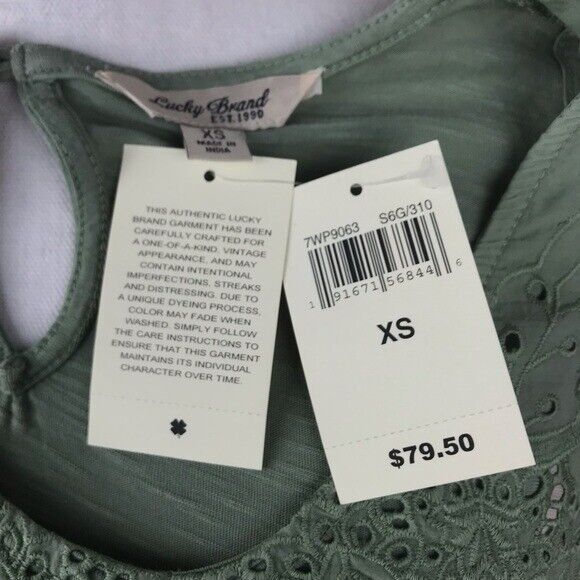 Lucky Brand
EST. 1990
XS
MADE IN
INDIA
THIS AUTHENTIC LUCKY
BRAND GARMENT HAS BEEN
CAREFULLY CRAFTED FOR
A ONE-OF-A-KIND, VINTAGE
APPEARANCE, AND MAY
CONTAIN INTENTIONAL
IMPERFECTIONS, STREAKS
AND DISTRESSING. DUE TO
A UNIQUE DYEING PROCESS,
COLOR MAY FADE WHEN
WASHED. SIMPLY FOLLOW
THE CARE INSTRUCTIONS TO
ENSURE THAT THIS GARMENT
MAINTAINS ITS INDIVIDUAL
CHARACTER OVER TIME.
7WP9063 S6G/310
1 91671 56844 6
XS
$79.50